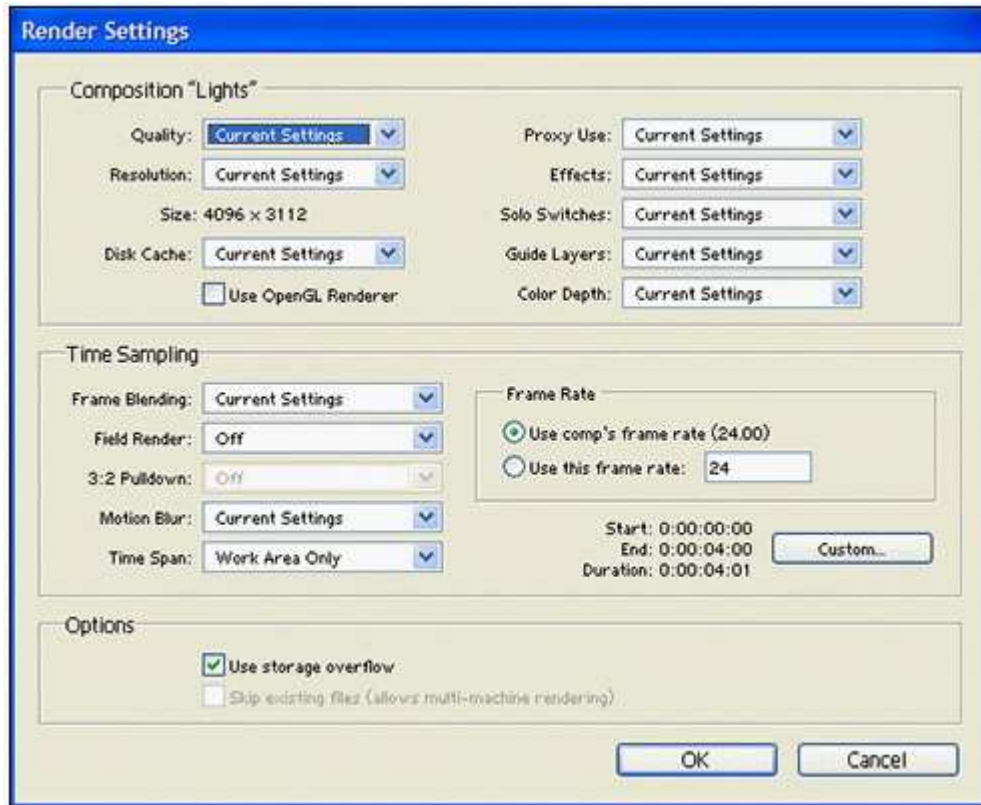 Render Settings
Composition "Lights"
Quality: Current Settings
Proxy Use: Current Settings
Resolution: Current Settings
Effects: Current Settings
Size: 4096 x 3112
Solo Switches: Current Settings
Disk Cache: Current Settings
Guide Layers: Current Settings
Use OpenGL Renderer
Color Depth: Current Settings
Time Sampling
Frame Blending: Current Settings
Field Render: Off
3:2 Pulldown: Off
Motion Blur: Current Settings
Time Span: Work Area Only
Frame Rate
Use comp's frame rate (24.00)
Use this frame rate: 24
Start: 0:00:00:00
End: 0:00:04:00
Duration: 0:00:04:01
Custom...
Options
Use storage overflow
Skip existing files (allows multi-machine rendering)
OK
Cancel